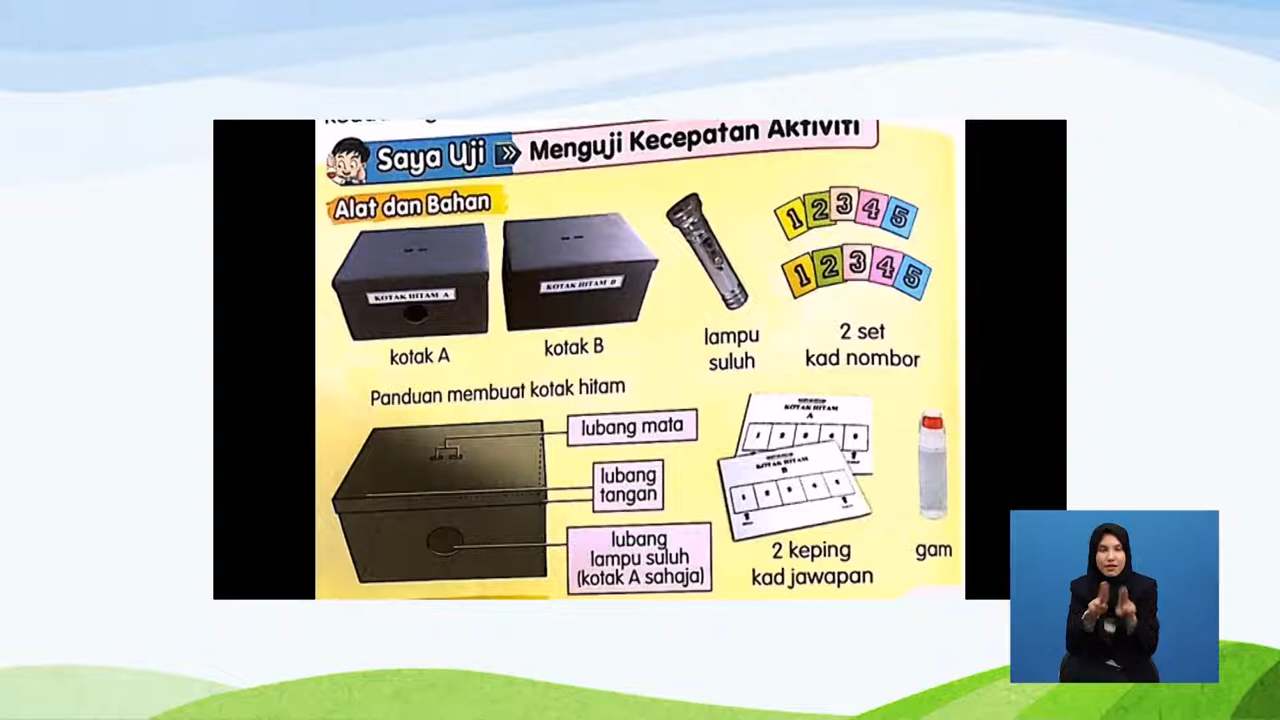 Saya Uji >> Menguji Kecepatan Aktiviti
Alat dan Bahan
1 2 3 4 5
1 2 3 4 5
KOTAK HITAM A
KOTAK HITAM B
kotak A
kotak B
lampu
suluh
2 set
kad nombor
Panduan membuat kotak hitam
lubang mata
lubang
tangan
lubang
lampu suluh
(kotak A sahaja)
KOTAK HITAM
A
KOTAK HITAM
B
2 keping
kad jawapan
gam